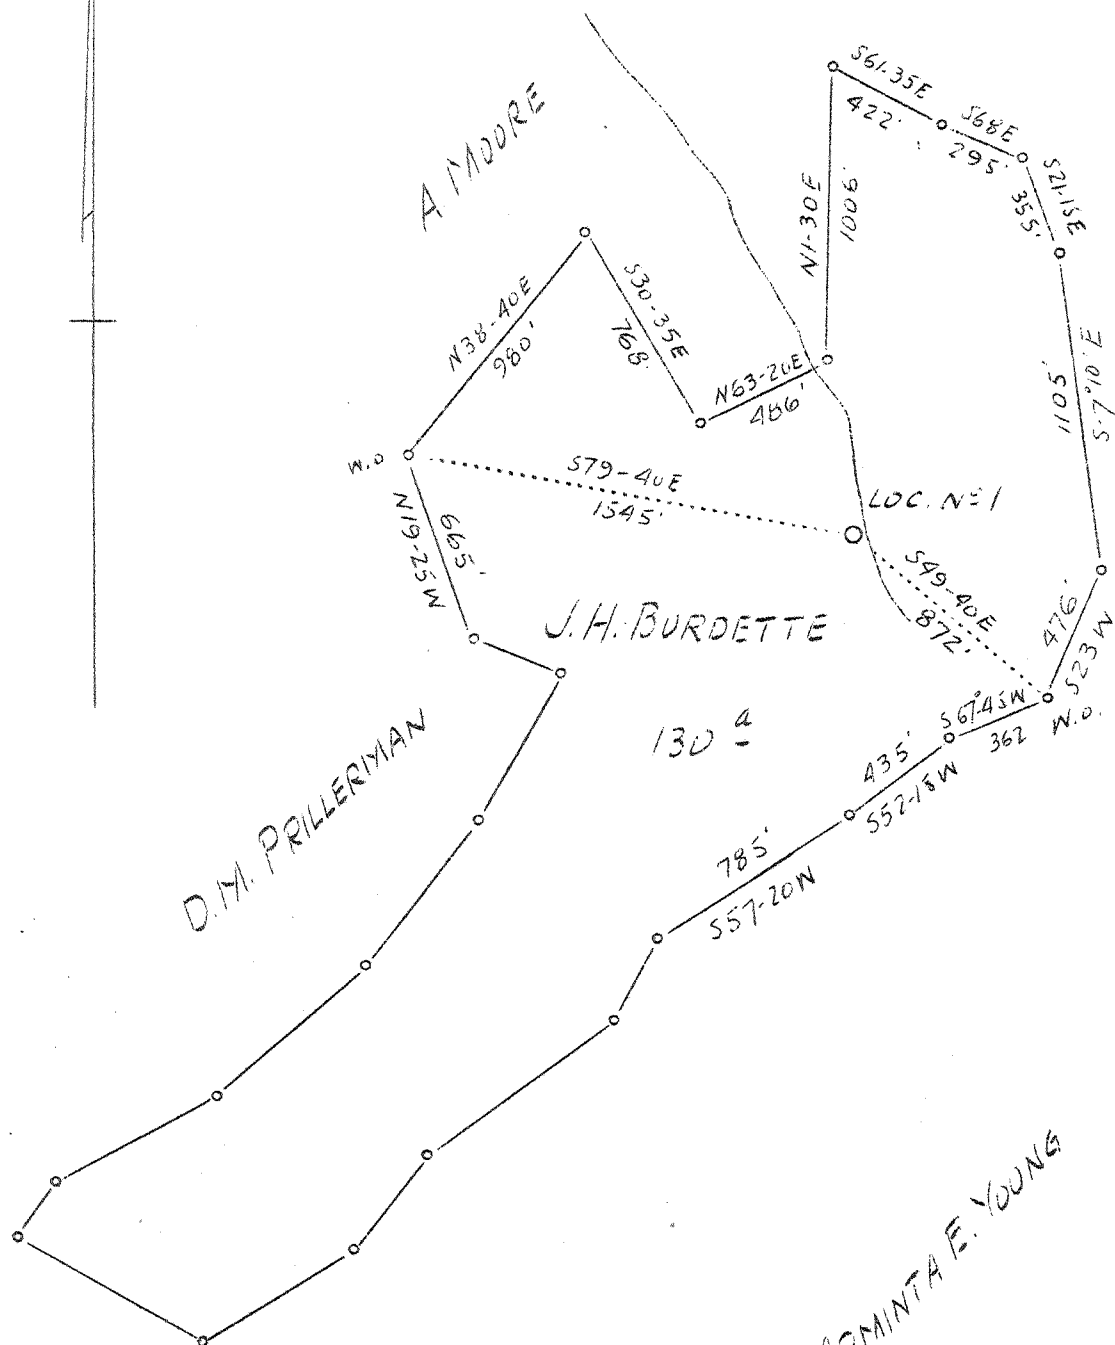 S61-35E
422'
S68E
295'
S21-15E
355'
A MOORE
N1-30E
1006'
S30-35E
768'
N38-40E
980'
S-7°10'E
1105'
N63-20E
486'
W.O
S79-40E
1545'
LOC. Nº 1
N19-25W
665'
S49-40E
872'
J.H. BURDETTE
476'
S23W
130 a
S67°45W
362
W.O.
435'
S52-15W
D.M. PRILLERMAN
785'
S57-20W
E. YOUNG